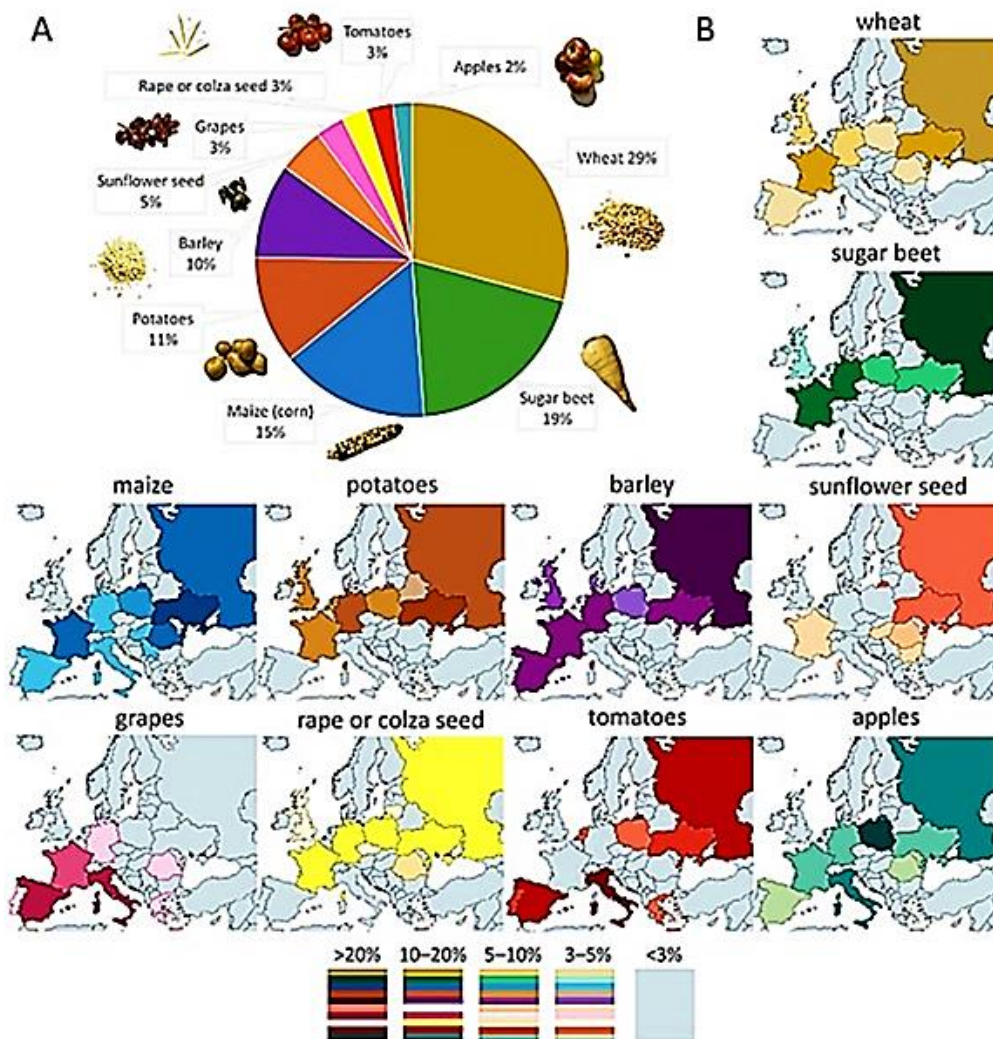 A
B
Tomatoes
3%
Apples 2%
Rape or colza seed 3%
Grapes
3%
Wheat 29%
Sunflower seed
5%
Barley
10%
Potatoes
11%
Maize (corn)
15%
Sugar beet
19%
wheat
sugar beet
maize
potatoes
barley
sunflower seed
grapes
rape or colza seed
tomatoes
apples
>20%
10–20%
5–10%
3–5%
<3%